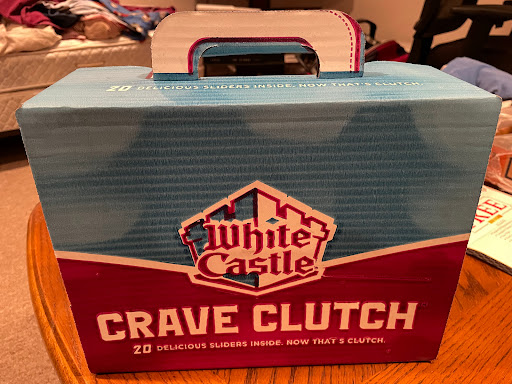 20 DELICIOUS SLIDERS INSIDE. NOW THAT'S CLUTCH.
White
Castle
CRAVE CLUTCH
20 DELICIOUS SLIDERS INSIDE. NOW THAT'S CLUTCH.